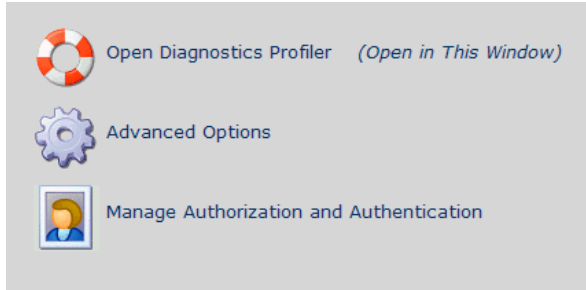 Open Diagnostics Profiler (Open in This Window)
Advanced Options
Manage Authorization and Authentication